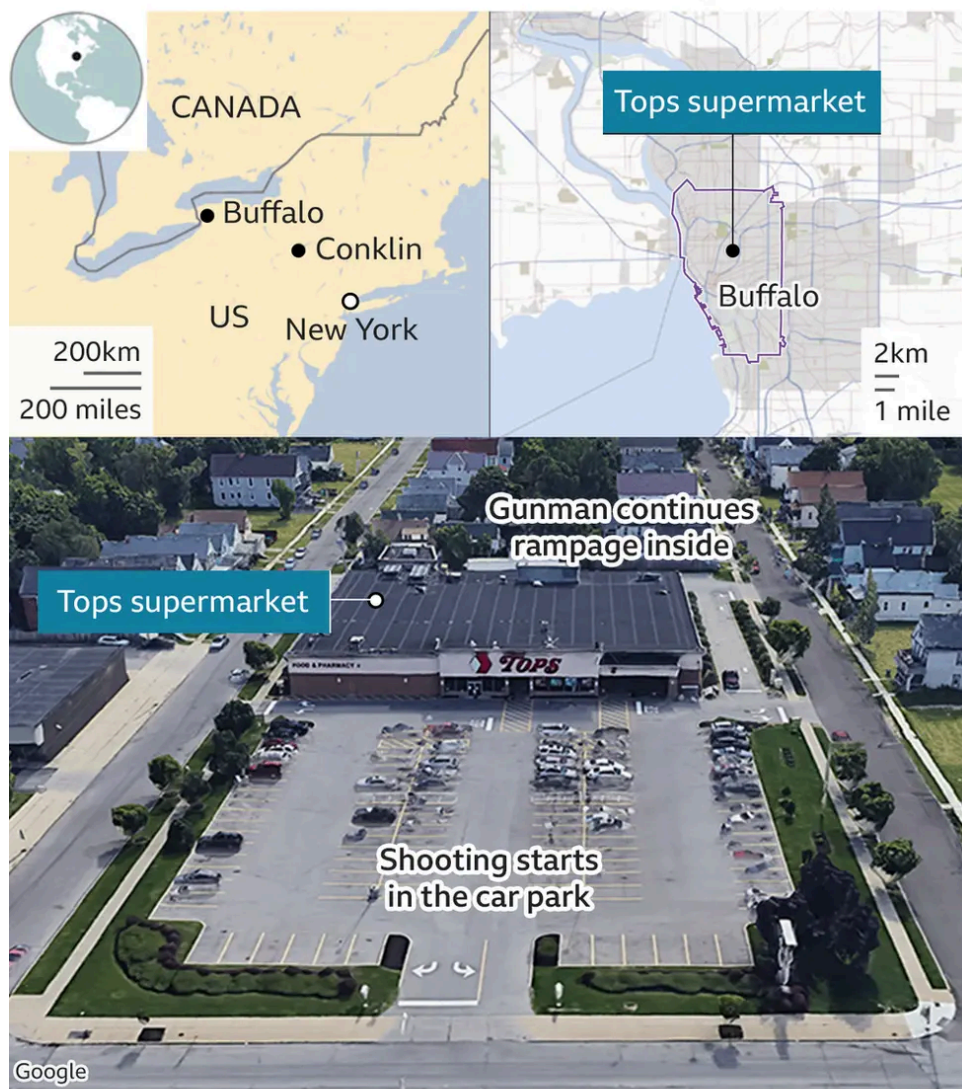 CANADA
Buffalo
Conklin
US
New York
200km
200 miles
Tops supermarket
Buffalo
2km
1 mile
Gunman continues
rampage inside
Tops supermarket
FOOD & PHARMACY
TOPS
Shooting starts
in the car park
Google